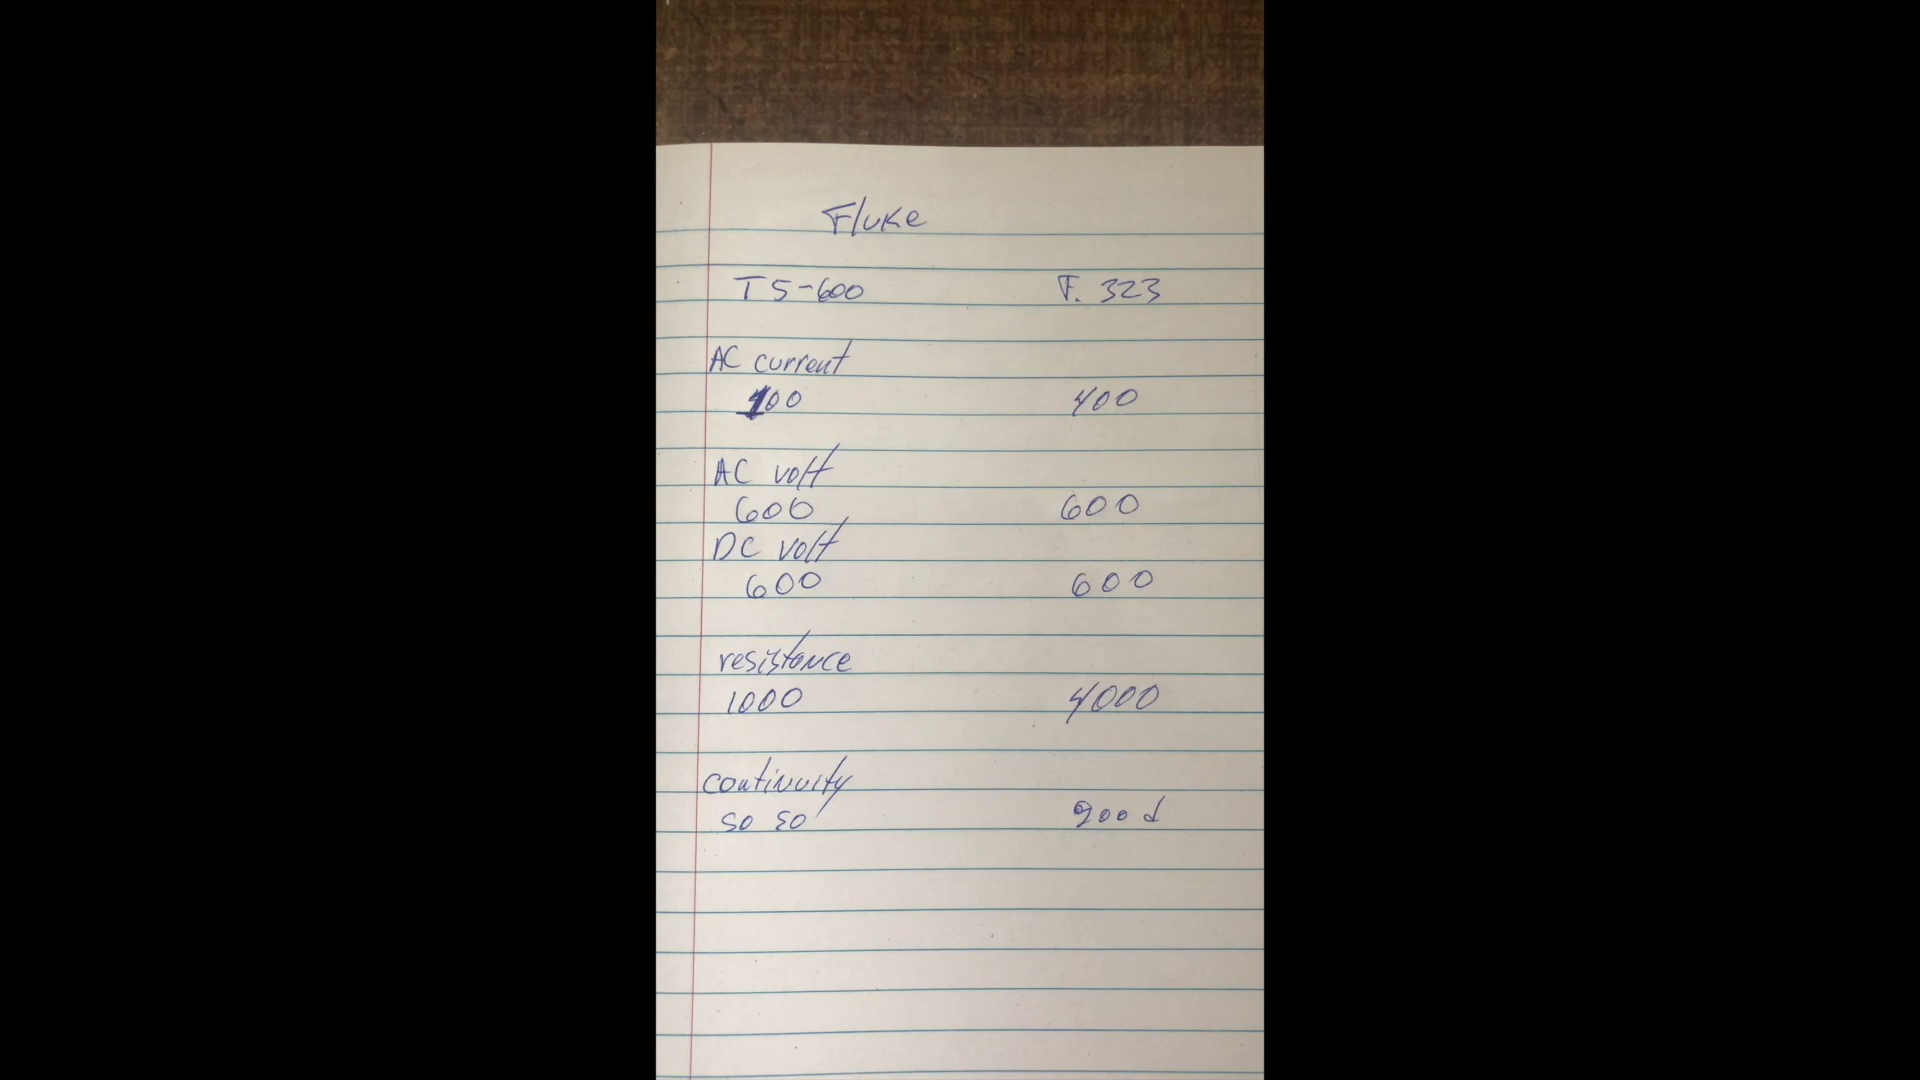 Fluke
T5-600 F. 323
AC current
100 400
AC volt
600 600
DC volt
600 600
resistance
1000 4000
continuity
so so good